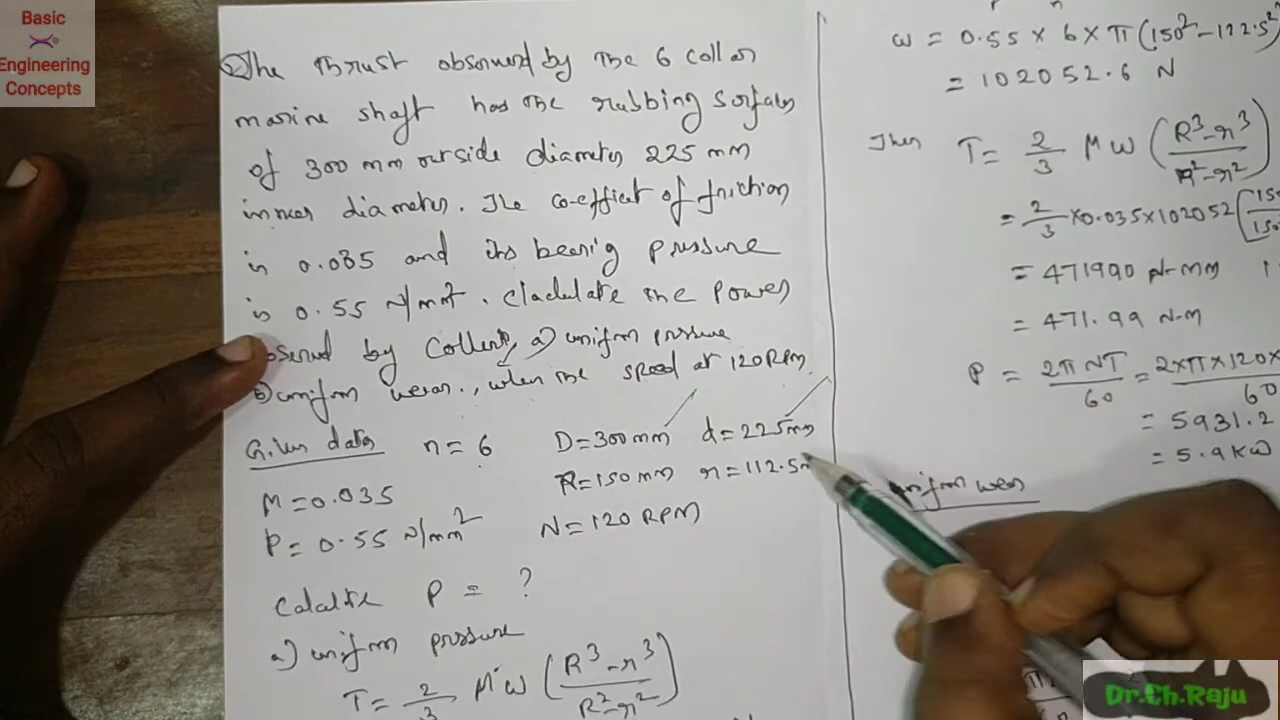 Basic
Engineering
Concepts
The thrust observed by the 6 collar
marine shaft has the rubbing surfaces
of 300 mm outside diameter 225 mm
inner diameter. The co-efficient of friction
is 0.035 and its bearing pressure
is 0.55 N/mm². Claclulate the power
observed by Collers, a) uniform pressure
b) uniform wear., when the speed at 120 RPM.
Given data n = 6 D = 300 mm d = 225 mm
μ = 0.035 R = 150 mm r = 112.5
P = 0.55 N/mm² N = 120 RPM
P = ?
a) uniform pressure
T = 2/3 μ W (R³ - r³ / R² - r²)
w = 0.55 × 6 × π (150² - 112.5²)
= 102052.6 N
Then T = 2/3 μ W (R³ - r³ / R² - r²)
= 2/3 × 0.035 × 102052 [
= 471990 N-mm
= 471.99 N-m
P = 2π NT / 60 = 2×π×120× / 60
= 5931.2
= 5.9 KW
uniform wear
Dr.Ch.Raju